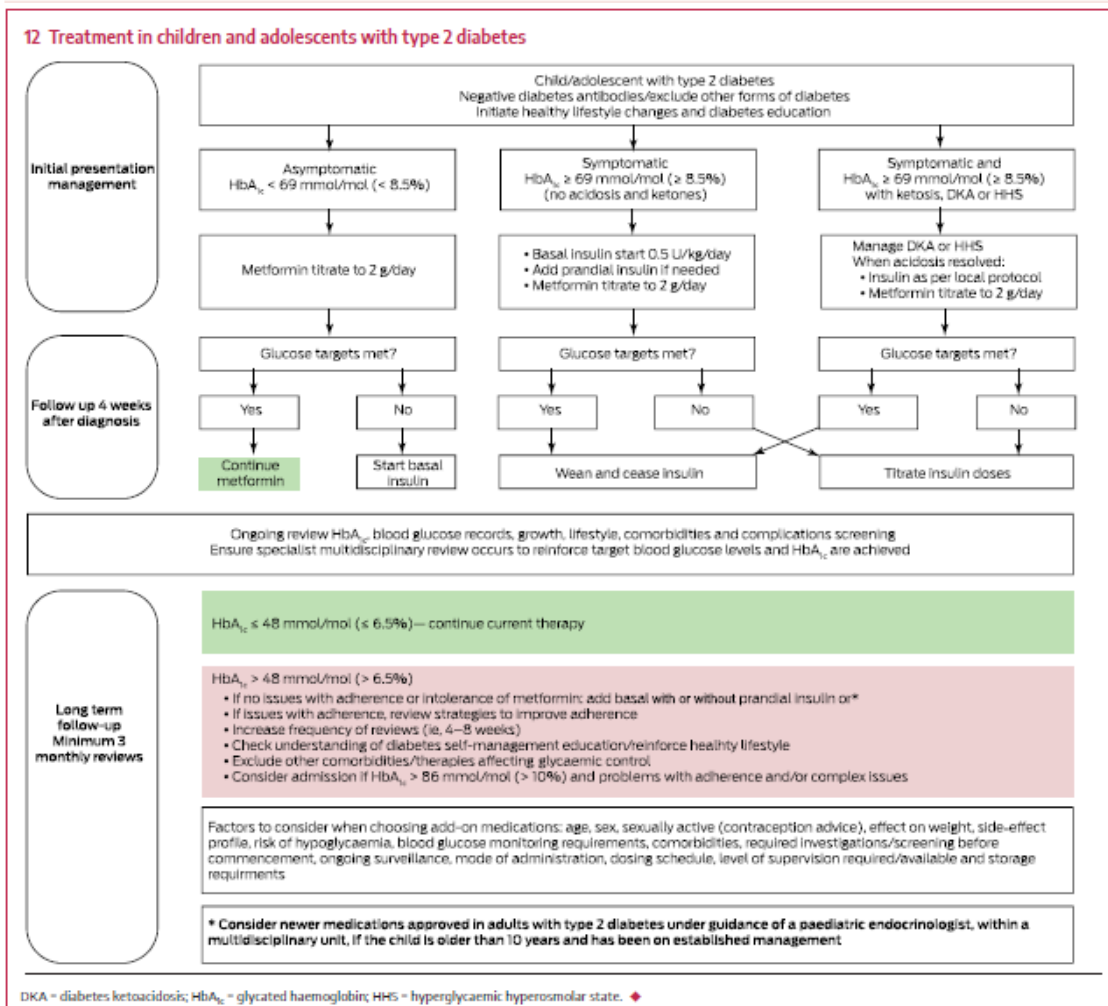 12 Treatment in children and adolescents with type 2 diabetes
Initial presentation
management
Child/adolescent with type 2 diabetes
Negative diabetes antibodies/exclude other forms of diabetes
Initiate healthy lifestyle changes and diabetes education
Asymptomatic
HbA1c < 69 mmol/mol (< 8.5%)
Symptomatic
HbA1c ≥ 69 mmol/mol (≥ 8.5%)
(no acidosis and ketones)
Symptomatic and
HbA1c ≥ 69 mmol/mol (≥ 8.5%)
with ketosis, DKA or HHS
Metformin titrate to 2 g/day
• Basal insulin start 0.5 U/kg/day
• Add prandial insulin if needed
• Metformin titrate to 2 g/day
Manage DKA or HHS
When acidosis resolved:
• Insulin as per local protocol
• Metformin titrate to 2 g/day
Follow up 4 weeks
after diagnosis
Glucose targets met?
Glucose targets met?
Glucose targets met?
Yes
No
Yes
No
Yes
No
Continue
metformin
Start basal
insulin
Wean and cease insulin
Titrate insulin doses
Ongoing review HbA1c, blood glucose records, growth, lifestyle, comorbidities and complications screening
Ensure specialist multidisciplinary review occurs to reinforce target blood glucose levels and HbA1c are achieved
Long term
follow-up
Minimum 3
monthly reviews
HbA1c ≤ 48 mmol/mol (≤ 6.5%)— continue current therapy
HbA1c > 48 mmol/mol (> 6.5%)
• If no issues with adherence or intolerance of metformin: add basal with or without prandial insulin or*
• If issues with adherence, review strategies to improve adherence
• Increase frequency of reviews (ie, 4–8 weeks)
• Check understanding of diabetes self-management education/reinforce healthy lifestyle
• Exclude other comorbidities/therapies affecting glycaemic control
• Consider admission if HbA1c > 86 mmol/mol (> 10%) and problems with adherence and/or complex issues
Factors to consider when choosing add-on medications: age, sex, sexually active (contraception advice), effect on weight, side-effect
profile, risk of hypoglycaemia, blood glucose monitoring requirements, comorbidities, required investigations/screening before
commencement, ongoing surveillance, mode of administration, dosing schedule, level of supervision required/available and storage
requirments
* Consider newer medications approved in adults with type 2 diabetes under guidance of a paediatric endocrinologist, within a
multidisciplinary unit, if the child is older than 10 years and has been on established management
DKA = diabetes ketoacidosis; HbA1c = glycated haemoglobin; HHS = hyperglycaemic hyperosmolar state. ◆